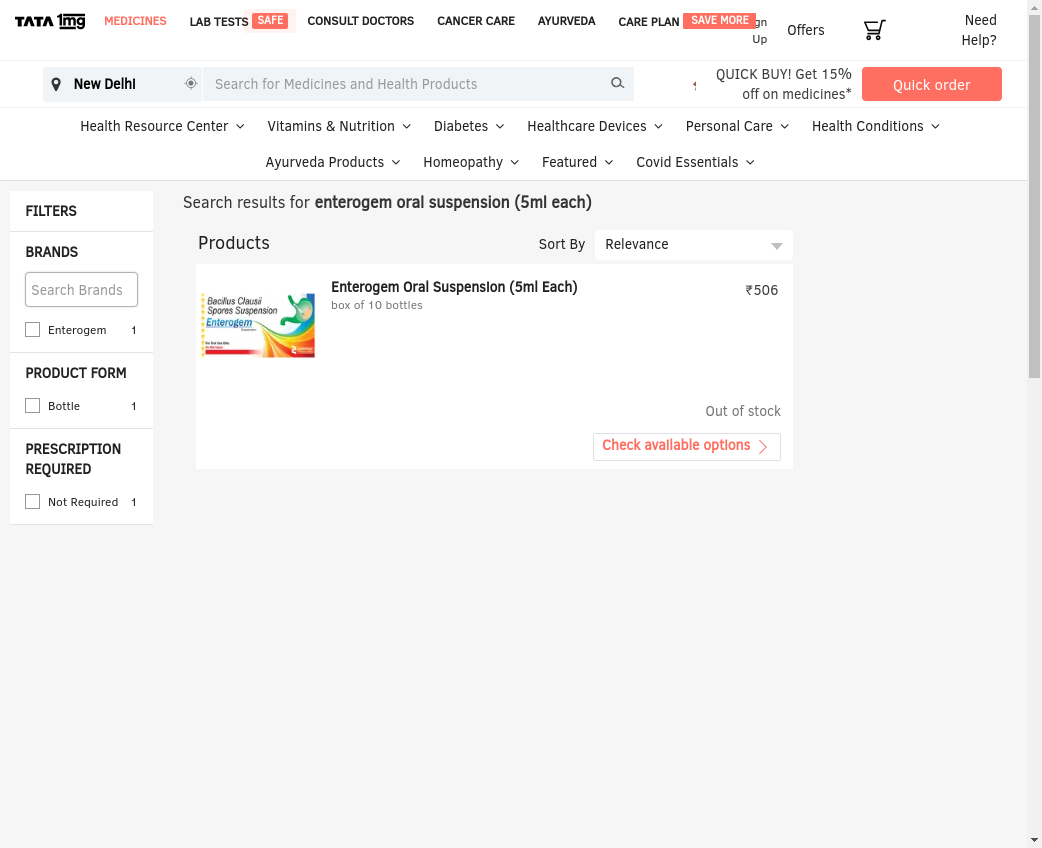 TATA 1mg
MEDICINES
LAB TESTS SAFE
CONSULT DOCTORS
CANCER CARE
AYURVEDA
CARE PLAN SAVE MORE
Up
Offers
Need
Help?
New Delhi
Search for Medicines and Health Products
QUICK BUY! Get 15%
off on medicines*
Quick order
Health Resource Center
Vitamins & Nutrition
Diabetes
Healthcare Devices
Personal Care
Health Conditions
Ayurveda Products
Homeopathy
Featured
Covid Essentials
FILTERS
BRANDS
Search Brands
Enterogem 1
PRODUCT FORM
Bottle 1
PRESCRIPTION
REQUIRED
Not Required 1
Search results for enterogem oral suspension (5ml each)
Products
Sort By Relevance
Bacillus Clausii
Spores Suspension
Enterogem
Enterogem Oral Suspension (5ml Each)
box of 10 bottles
₹506
Out of stock
Check available options